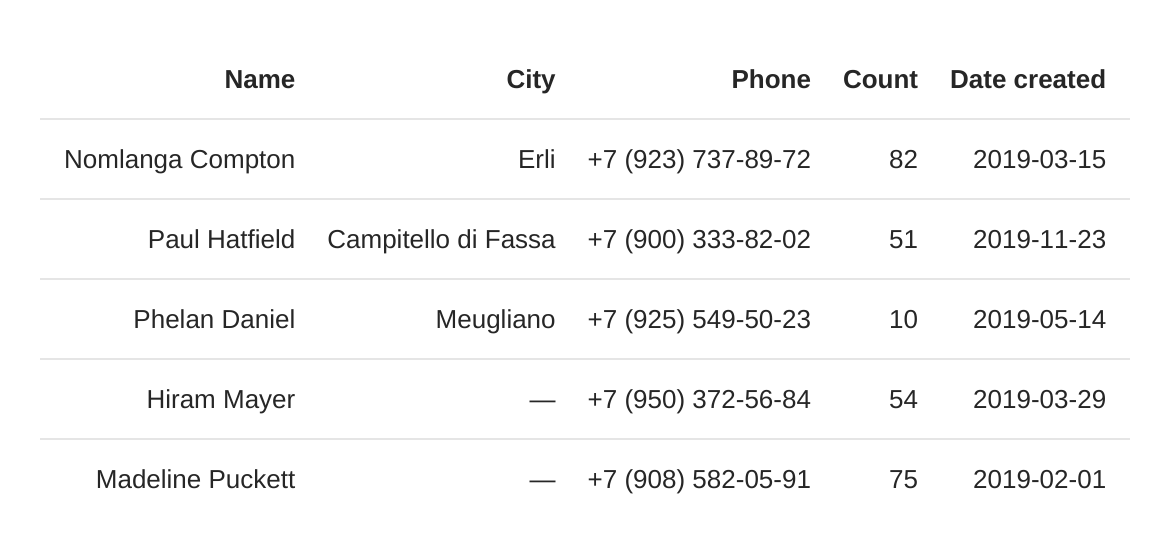 Name City Phone Count Date created
Nomlanga Compton Erli +7 (923) 737-89-72 82 2019-03-15
Paul Hatfield Campitello di Fassa +7 (900) 333-82-02 51 2019-11-23
Phelan Daniel Meugliano +7 (925) 549-50-23 10 2019-05-14
Hiram Mayer — +7 (950) 372-56-84 54 2019-03-29
Madeline Puckett — +7 (908) 582-05-91 75 2019-02-01